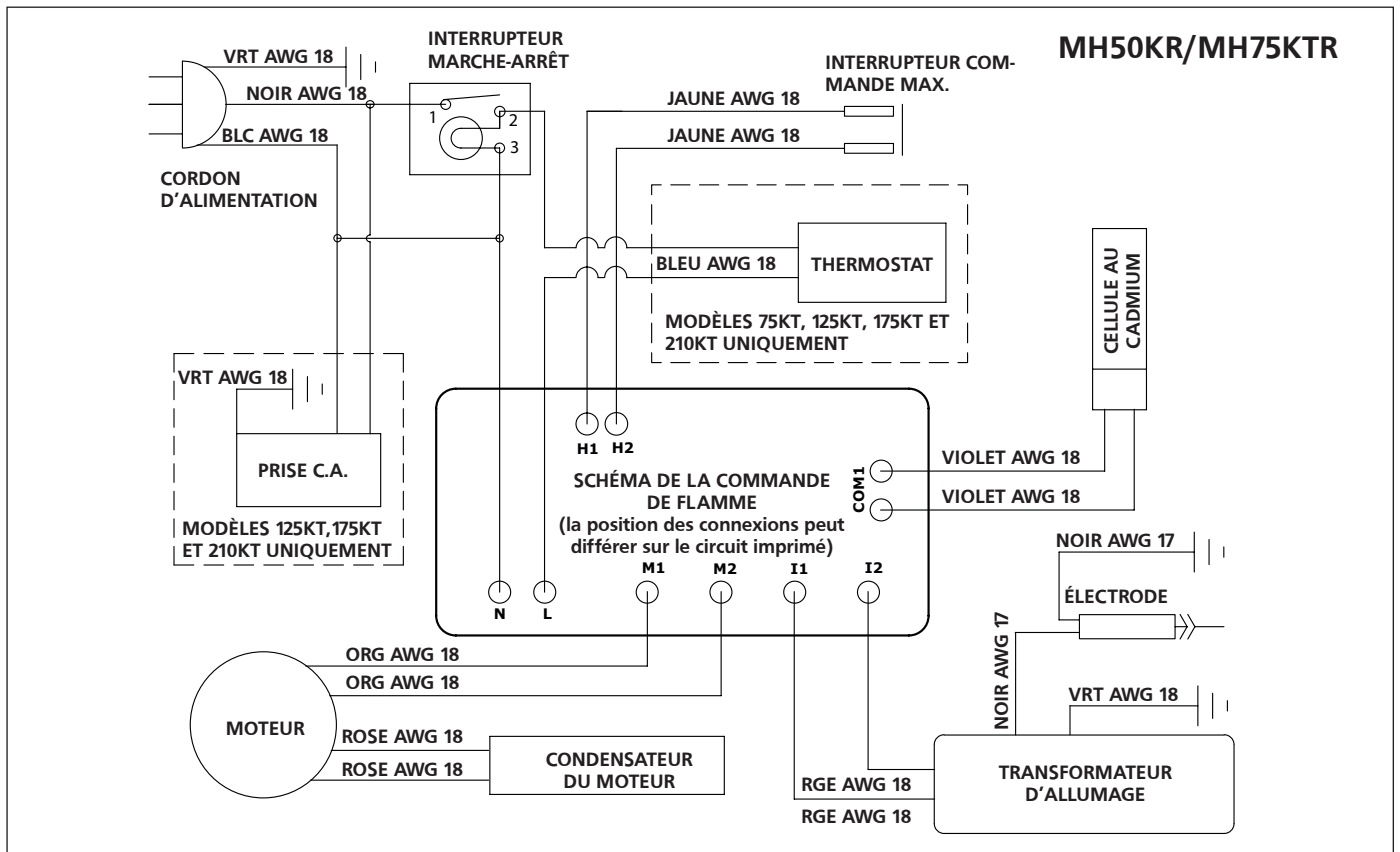 MH50KR/MH75KTR
VRT AWG 18
NOIR AWG 18
BLC AWG 18
CORDON
D'ALIMENTATION
INTERRUPTEUR
MARCHE-ARRÊT
1
2
3
INTERRUPTEUR COM-
MANDE MAX.
JAUNE AWG 18
JAUNE AWG 18
BLEU AWG 18
THERMOSTAT
MODÈLES 75KT, 125KT, 175KT ET
210KT UNIQUEMENT
CELLULE AU
CADMIUM
VRT AWG 18
PRISE C.A.
MODÈLES 125KT,175KT
ET 210KT UNIQUEMENT
H1 H2
SCHÉMA DE LA COMMANDE
DE FLAMME
(la position des connexions peut
différer sur le circuit imprimé)
COM1
VIOLET AWG 18
VIOLET AWG 18
N
L
M1
M2
I1
I2
NOIR AWG 17
ÉLECTRODE
NOIR AWG 17
VRT AWG 18
ORG AWG 18
ORG AWG 18
MOTEUR
ROSE AWG 18
ROSE AWG 18
CONDENSATEUR
DU MOTEUR
RGE AWG 18
RGE AWG 18
TRANSFORMATEUR
D'ALLUMAGE